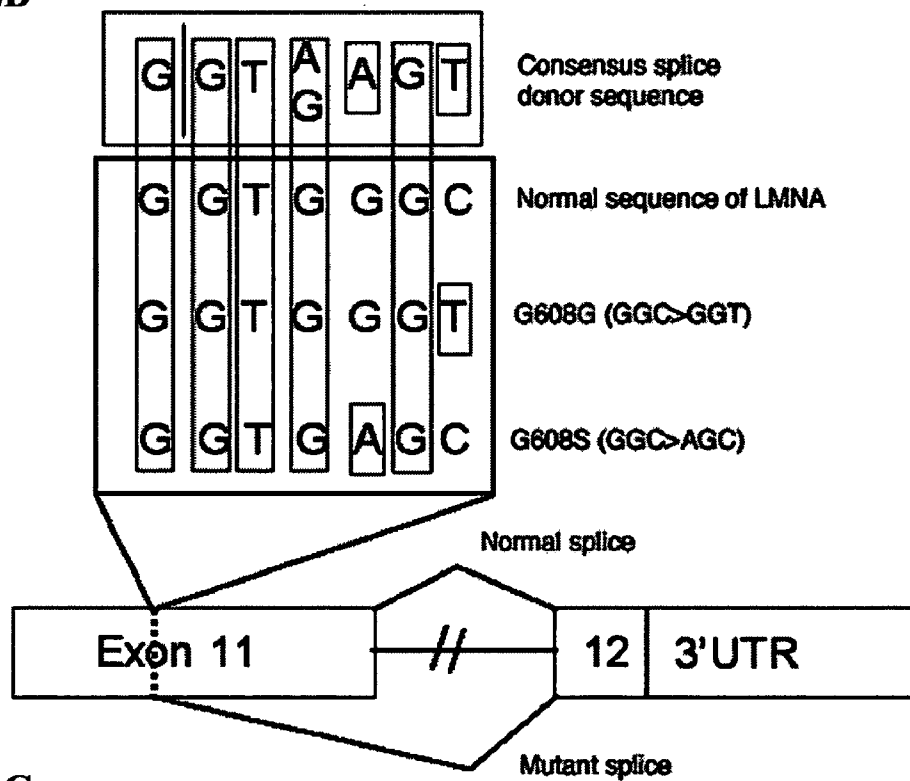 G G T A A G T
G
Consensus splice
donor sequence
G G T G G G C
Normal sequence of LMNA
G G T G G G T
G608G (GGC>GGT)
G G T G A G C
G608S (GGC>AGC)
Normal splice
Exon 11
12
3'UTR
Mutant splice